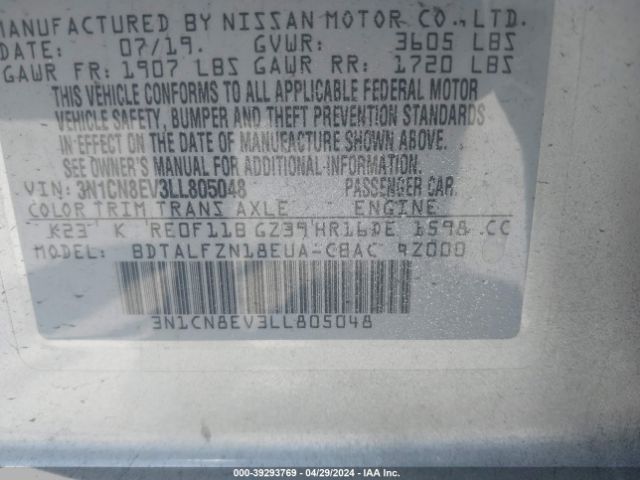 MANUFACTURED BY NISSAN MOTOR CO., LTD.
DATE: 07/19. GVWR: 3605 LBS
GAWR FR: 1907 LBS GAWR RR: 1720 LBS
THIS VEHICLE CONFORMS TO ALL APPLICABLE FEDERAL MOTOR
VEHICLE SAFETY, BUMPER AND THEFT PREVENTION STANDARDS
IN EFFECT ON THE DATE OF MANUFACTURE SHOWN ABOVE.
SEE OWNER'S MANUAL FOR ADDITIONAL INFORMATION.
VIN: 3N1CN8EV3LL805048 PASSENGER CAR.
COLOR TRIM TRANS AXLE ENGINE
K23 K RE0F11B GZ39 HR16DE 1598 CC
MODEL: BDTALFZN18EUA-CBAC 9Z000
3N1CN8EV3LL805048
000-39293769 - 04/29/2024 - IAAI.COM